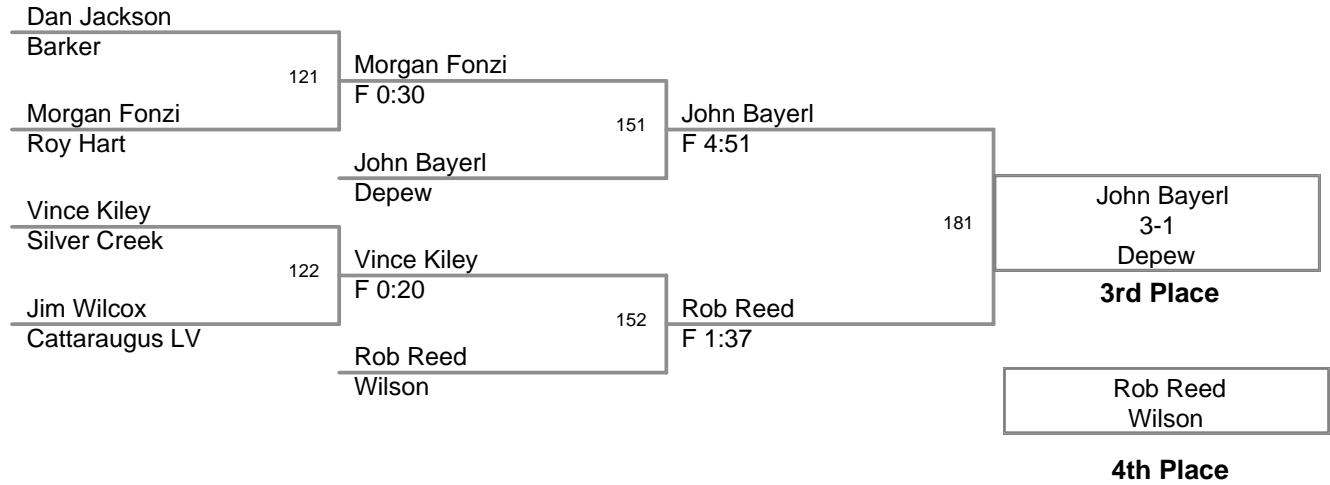 Dan Jackson
Barker
121
Morgan Fonzi
Roy Hart
Vince Kiley
Silver Creek
122
Jim Wilcox
Cattaraugus LV
Morgan Fonzi
F 0:30
151
John Bayerl
Depew
Vince Kiley
F 0:20
152
Rob Reed
Wilson
John Bayerl
F 4:51
181
Rob Reed
F 1:37
John Bayerl
3-1
Depew
3rd Place
Rob Reed
Wilson
4th Place